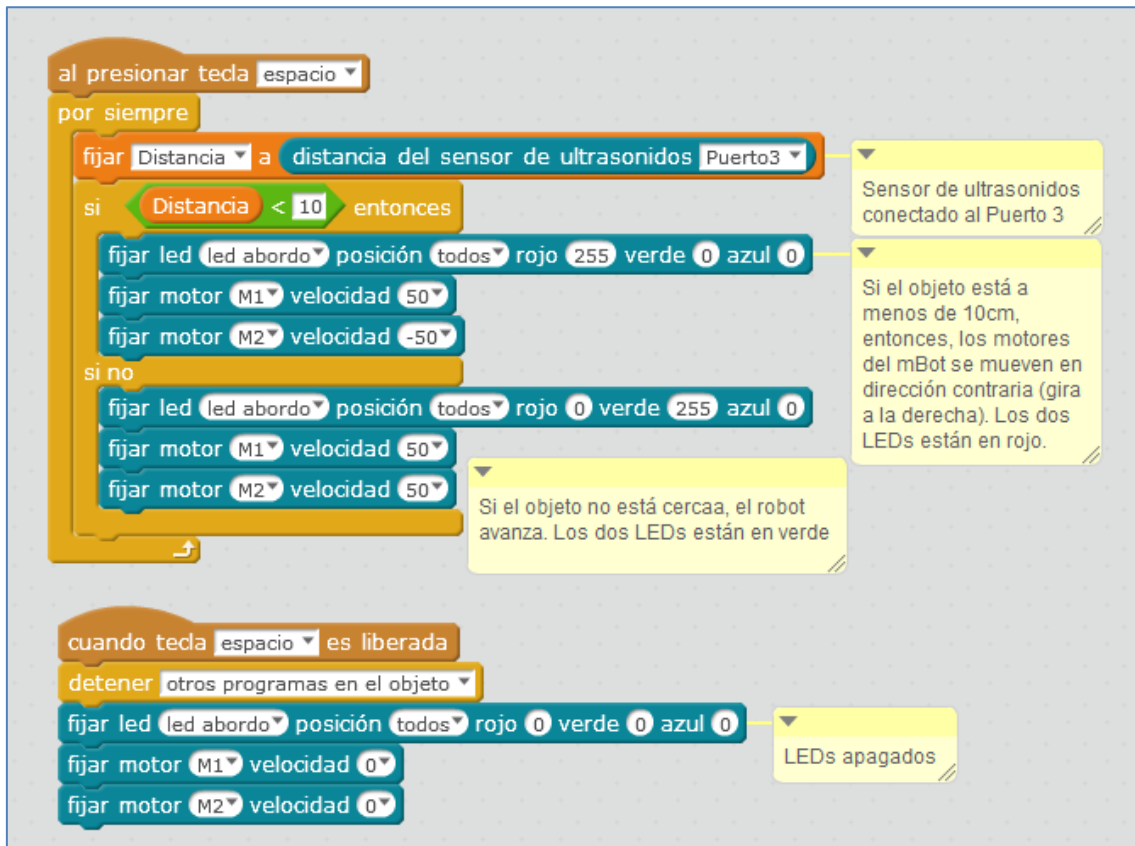 al presionar tecla espacio
por siempre
fijar Distancia a distancia del sensor de ultrasonidos Puerto3
Sensor de ultrasonidos
conectado al Puerto 3
si Distancia < 10 entonces
fijar led led abordo posición todos rojo 255 verde 0 azul 0
fijar motor M1 velocidad 50
fijar motor M2 velocidad -50
Si el objeto está a
menos de 10cm,
entonces, los motores
del mBot se mueven en
dirección contraria (gira
a la derecha). Los dos
LEDs están en rojo.
si no
fijar led led abordo posición todos rojo 0 verde 255 azul 0
fijar motor M1 velocidad 50
fijar motor M2 velocidad 50
Si el objeto no está cercaa, el robot
avanza. Los dos LEDs están en verde
cuando tecla espacio es liberada
detener otros programas en el objeto
fijar led led abordo posición todos rojo 0 verde 0 azul 0
LEDs apagados
fijar motor M1 velocidad 0
fijar motor M2 velocidad 0